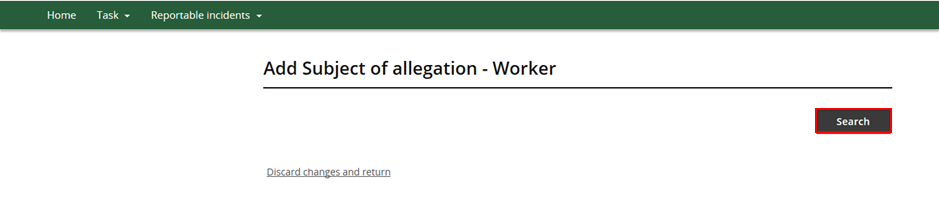 Home Task Reportable incidents
Add Subject of allegation - Worker
Search
Discard changes and return